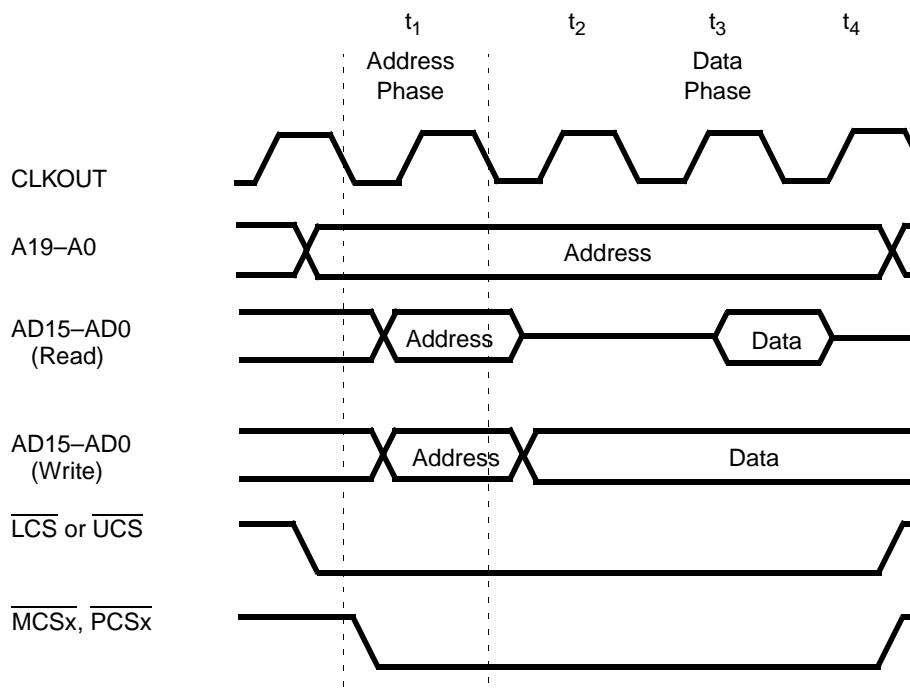 t1 t2 t3 t4
Address Data
Phase Phase
CLKOUT
A19–A0
Address
AD15–AD0
(Read)
Address
Data
AD15–AD0
(Write)
Address
Data
LCS or UCS
MCSx, PCSx